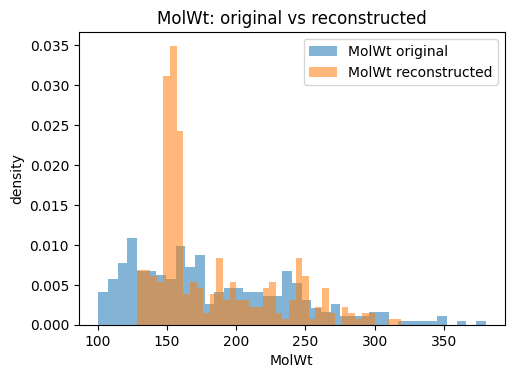 MolWt: original vs reconstructed
MolWt original
MolWt reconstructed
density
0.035
0.030
0.025
0.020
0.015
0.010
0.005
0.000
100 150 200 250 300 350
MolWt